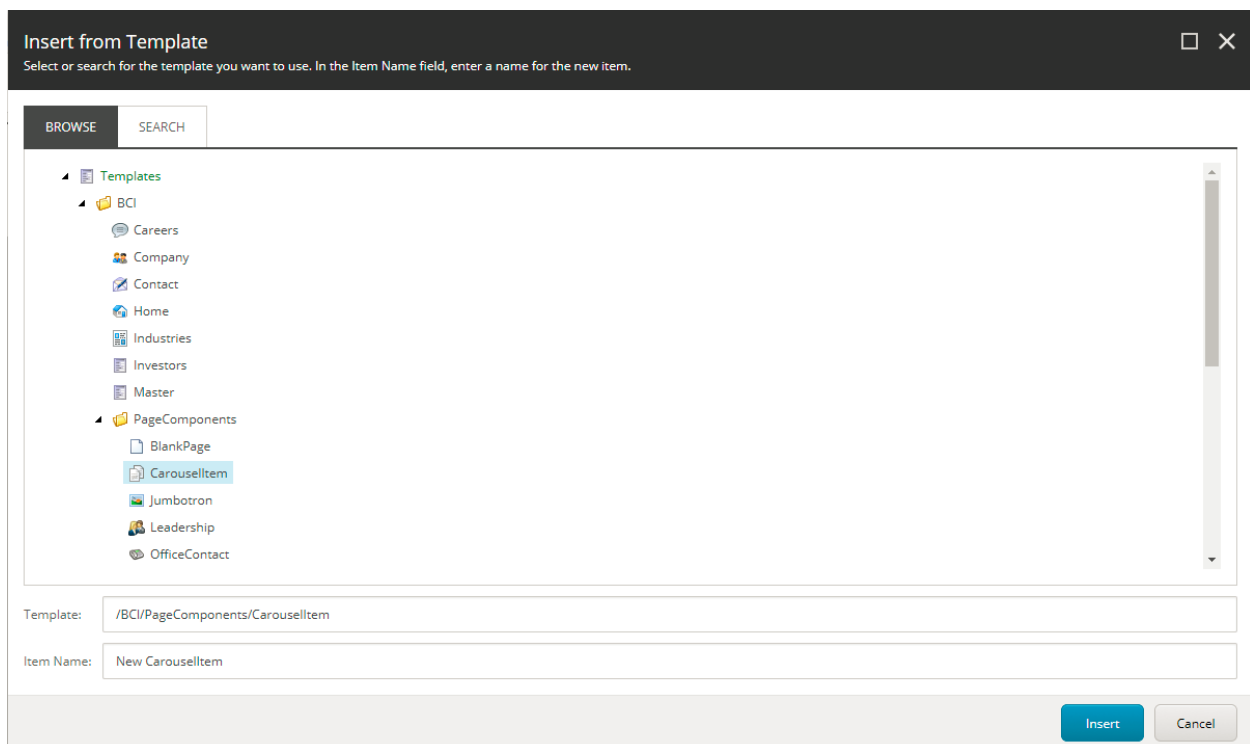 Insert from Template
Select or search for the template you want to use. In the Item Name field, enter a name for the new item.
BROWSE SEARCH
Templates
BCI
Careers
Company
Contact
Home
Industries
Investors
Master
PageComponents
BlankPage
CarouselItem
Jumbotron
Leadership
OfficeContact
Template: /BCI/PageComponents/CarouselItem
Item Name: New CarouselItem
Insert Cancel